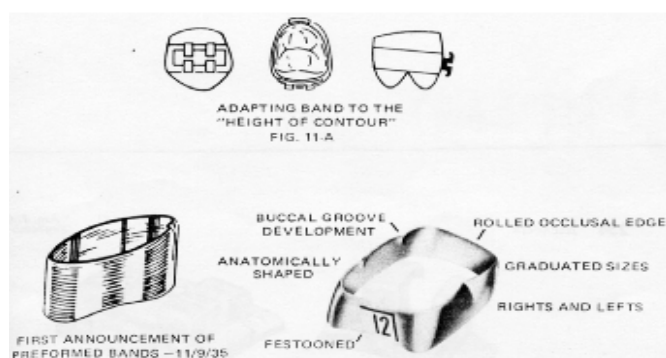 ADAPTING BAND TO THE
"HEIGHT OF CONTOUR"
FIG. 11-A
BUCCAL GROOVE
DEVELOPMENT
ROLLED OCCLUSAL EDGE
ANATOMICALLY
SHAPED
GRADUATED SIZES
RIGHTS AND LEFTS
12
FESTOONED
FIRST ANNOUNCEMENT OF
PREFORMED BANDS – 11/9/35